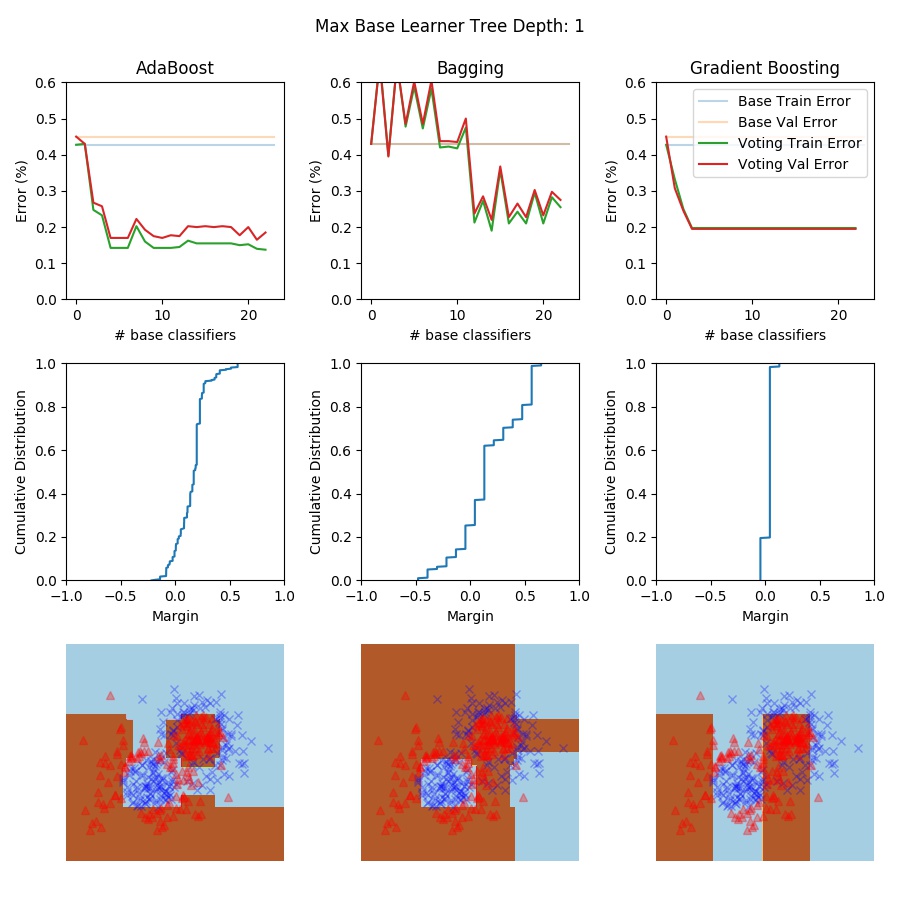 Max Base Learner Tree Depth: 1
AdaBoost
Bagging
Gradient Boosting
Error (%)
0.6
0.5
0.4
0.3
0.2
0.1
0.0
0 10 20
# base classifiers
Error (%)
0.6
0.5
0.4
0.3
0.2
0.1
0.0
0 10 20
# base classifiers
Error (%)
0.6
0.5
0.4
0.3
0.2
0.1
0.0
0 10 20
# base classifiers
Base Train Error
Base Val Error
Voting Train Error
Voting Val Error
Cumulative Distribution
1.0
0.8
0.6
0.4
0.2
0.0
−1.0 −0.5 0.0 0.5 1.0
Margin
Cumulative Distribution
1.0
0.8
0.6
0.4
0.2
0.0
−1.0 −0.5 0.0 0.5 1.0
Margin
Cumulative Distribution
1.0
0.8
0.6
0.4
0.2
0.0
−1.0 −0.5 0.0 0.5 1.0
Margin